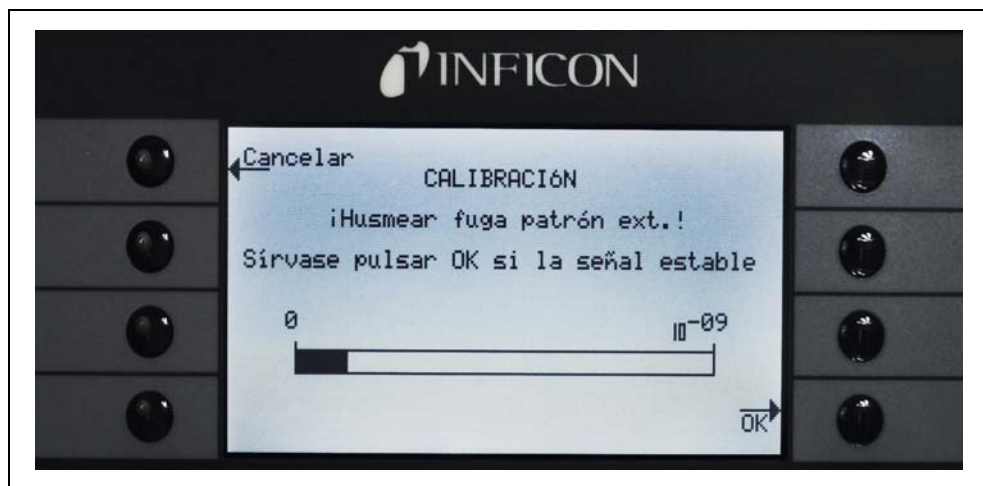 INFICON
Cancelar
CALIBRACIóN
¡Husmear fuga patrón ext.!
Sírvase pulsar OK si la señal estable
0 10-09
OK